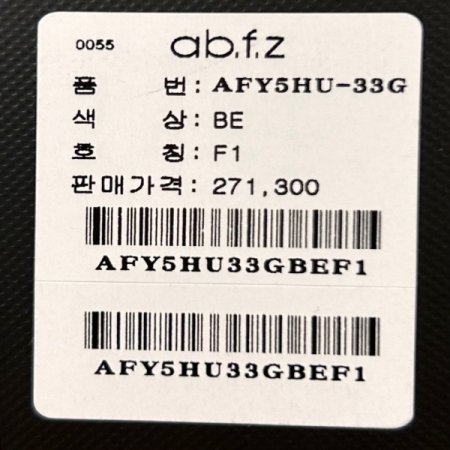 0055 ab.f.z
품 번: AFY5HU-33G
색 상: BE
호 칭: F1
판매가격: 271,300
AFY5HU33GBEF1
AFY5HU33GBEF1